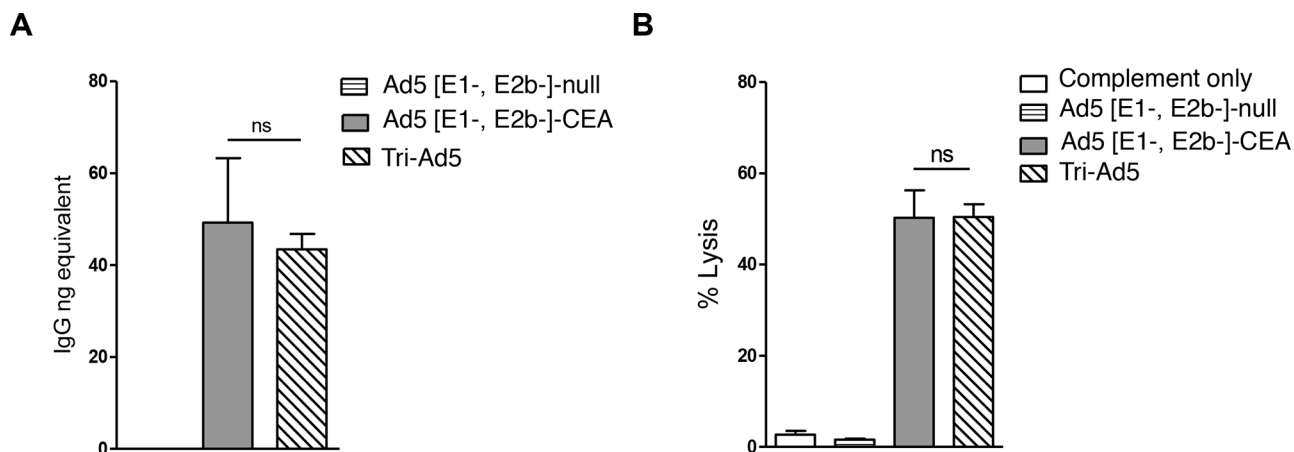 A
IgG ng equivalent
80
60
40
20
0
ns
Ad5 [E1-, E2b-]-null
Ad5 [E1-, E2b-]-CEA
Tri-Ad5
B
% Lysis
80
60
40
20
0
ns
Complement only
Ad5 [E1-, E2b-]-null
Ad5 [E1-, E2b-]-CEA
Tri-Ad5